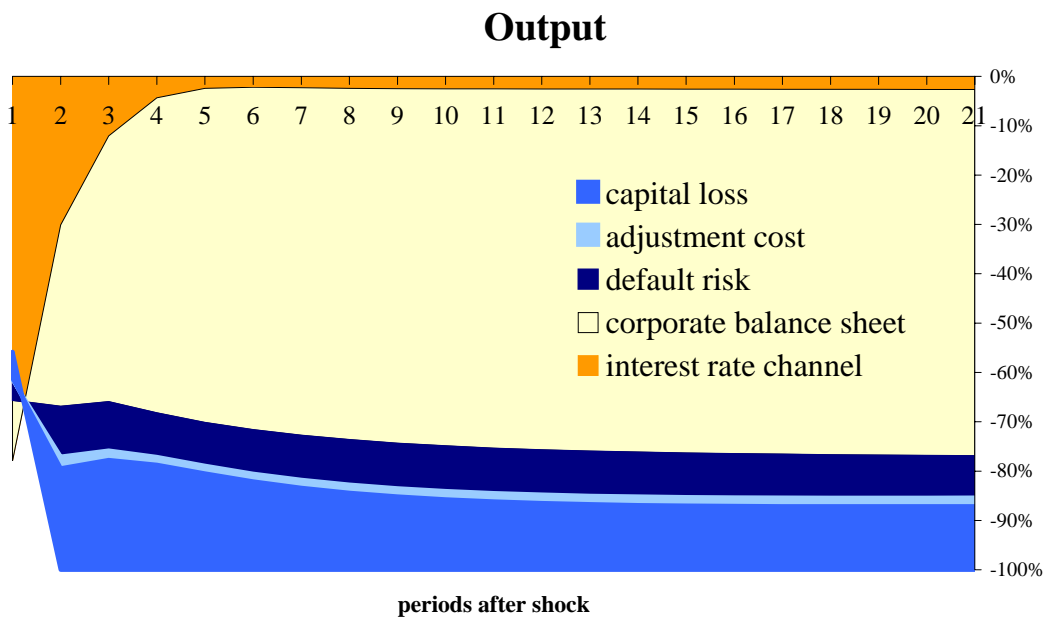 Output
0%
1 2 3 4 5 6 7 8 9 10 11 12 13 14 15 16 17 18 19 20 21
-10%
-20%
capital loss
-30%
adjustment cost
-40%
default risk
-50%
corporate balance sheet
interest rate channel
-60%
-70%
-80%
-90%
-100%
periods after shock